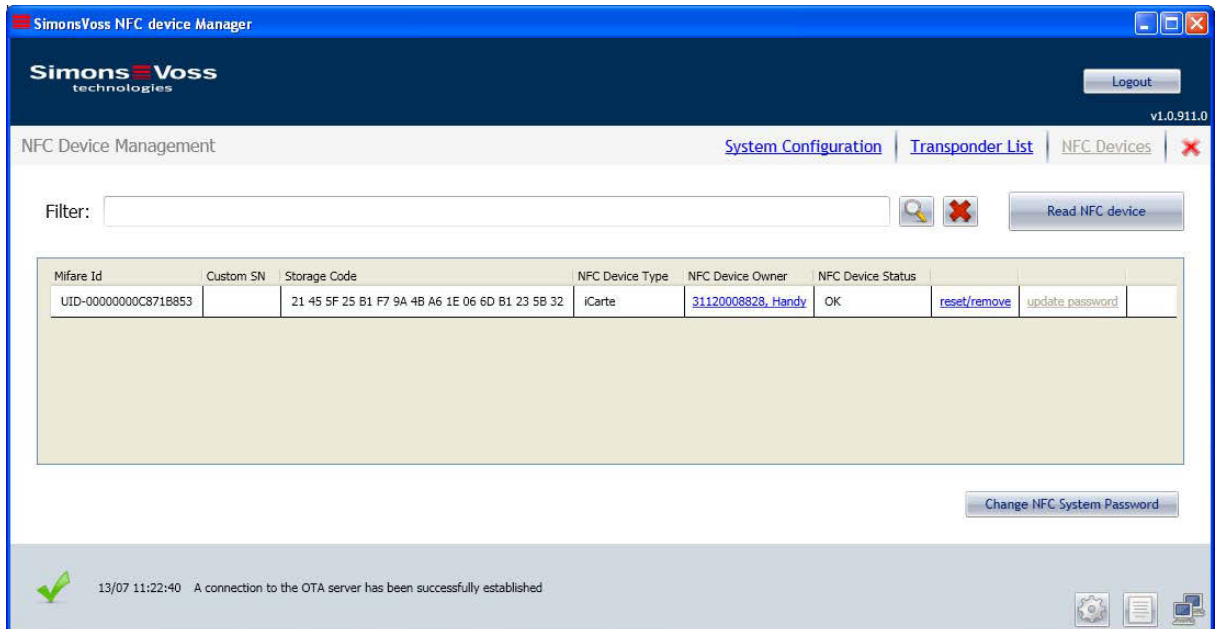 SimonsVoss NFC device Manager
Simons Voss
technologies
Logout
v1.0.911.0
NFC Device Management
System Configuration
Transponder List
NFC Devices
Filter:
Read NFC device
Mifare Id Custom SN Storage Code NFC Device Type NFC Device Owner NFC Device Status
UID-00000000C871B853 21 45 5F 25 B1 F7 9A 4B A6 1E 06 6D B1 23 5B 32 iCarte 31120008828, Handy OK reset/remove update password
Change NFC System Password
13/07 11:22:40 A connection to the OTA server has been successfully established